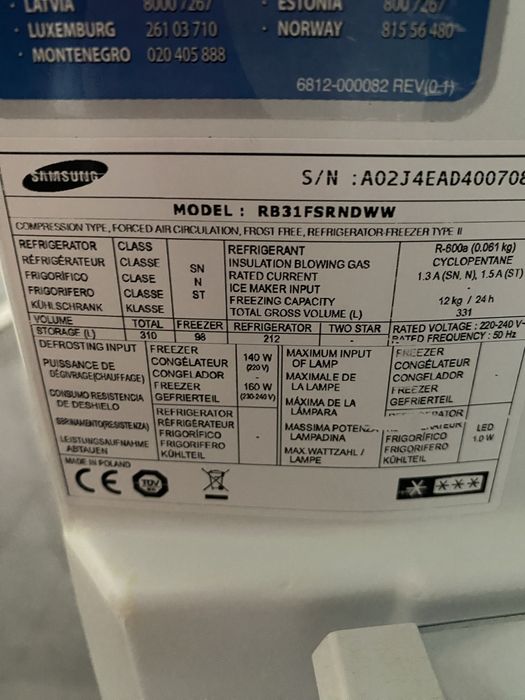 · LATVIA 8000 7267
· ESTONIA 800 7267
· LUXEMBURG 261 03 710
· NORWAY 815 56 480
· MONTENEGRO 020 405 888
6812-000082 REV(0.1)
SAMSUNG
S/N :A02J4EAD400708
MODEL : RB31FSRNDWW
COMPRESSION TYPE, FORCED AIR CIRCULATION, FROST FREE, REFRIGERATOR-FREEZER TYPE II
REFRIGERATOR CLASS
RÉFRIGÉRATEUR CLASSE
FRIGORÍFICO CLASE
FRIGORIFERO CLASSE
KÜHLSCHRANK KLASSE
SN
N
ST
REFRIGERANT R-600a (0.061 kg)
INSULATION BLOWING GAS CYCLOPENTANE
RATED CURRENT 1.3 A (SN, N), 1.5 A (ST)
ICE MAKER INPUT -
FREEZING CAPACITY 12 kg / 24 h
TOTAL GROSS VOLUME (L) 331
VOLUME TOTAL FREEZER REFRIGERATOR TWO STAR
STORAGE (L) 310 98 212 -
RATED VOLTAGE : 220-240 V~
RATED FREQUENCY : 50 Hz
DEFROSTING INPUT
PUISSANCE DE
DÉGIVRAGE(CHAUFFAGE)
CONSUMO RESISTENCIA
DE DESHIELO
SBRINAMENTO(RESISTENZA)
LEISTUNGSAUFNAHME
ABTAUEN
FREEZER
CONGÉLATEUR
CONGELADOR
FREEZER
GEFRIERTEIL
140 W
(220 V)
160 W
(230-240 V)
REFRIGERATOR
RÉFRIGÉRATEUR
FRIGORÍFICO
FRIGORIFERO
KÜHLTEIL
-
MAXIMUM INPUT
OF LAMP
MAXIMALE DE
LA LAMPE
MÁXIMA DE LA
LÁMPARA
MASSIMA POTENZA
LAMPADINA
MAX.WATTZAHL /
LAMPE
FREEZER
CONGÉLATEUR
CONGELADOR
FREEZER
GEFRIERTEIL
-
FRIGORÍFICO
FRIGORIFERO
KÜHLTEIL
LED
1.0 W
MADE IN POLAND
CE
TÜV